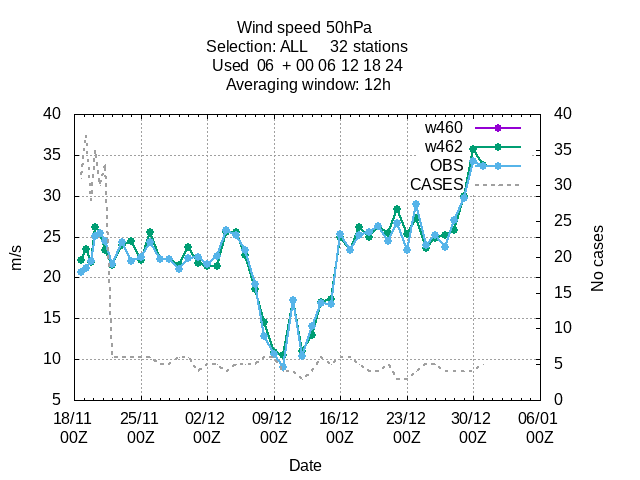 Wind speed 50hPa
Selection: ALL     32 stations
Used  06  + 00 06 12 18 24
Averaging window: 12h
40 40
w460
w462
OBS
CASES
35 35
30 30
25 25
20 20
15 15
10 10
5 5
0
m/s
No cases
18/11 25/11 02/12 09/12 16/12 23/12 30/12 06/01
00Z 00Z 00Z 00Z 00Z 00Z 00Z 00Z
Date